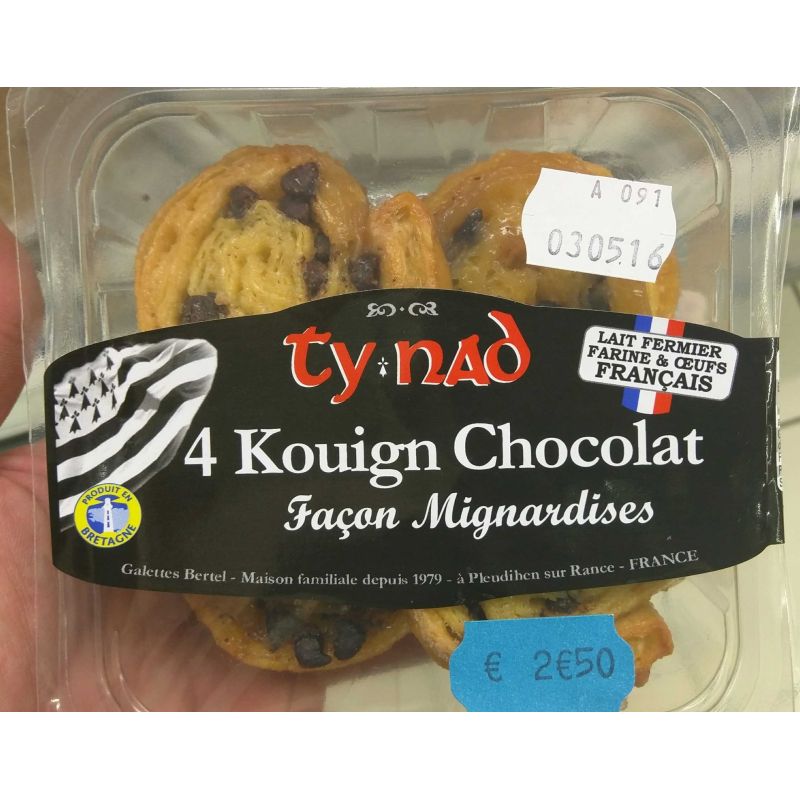 A 091
030516
ty nad
LAIT FERMIER
FARINE & ŒUFS
FRANÇAIS
4 Kouign Chocolat
Façon Mignardises
PRODUIT EN
BRETAGNE
Galettes Bertel - Maison familiale depuis 1979 - à Pleudihen sur Rance - FRANCE
€ 2€50